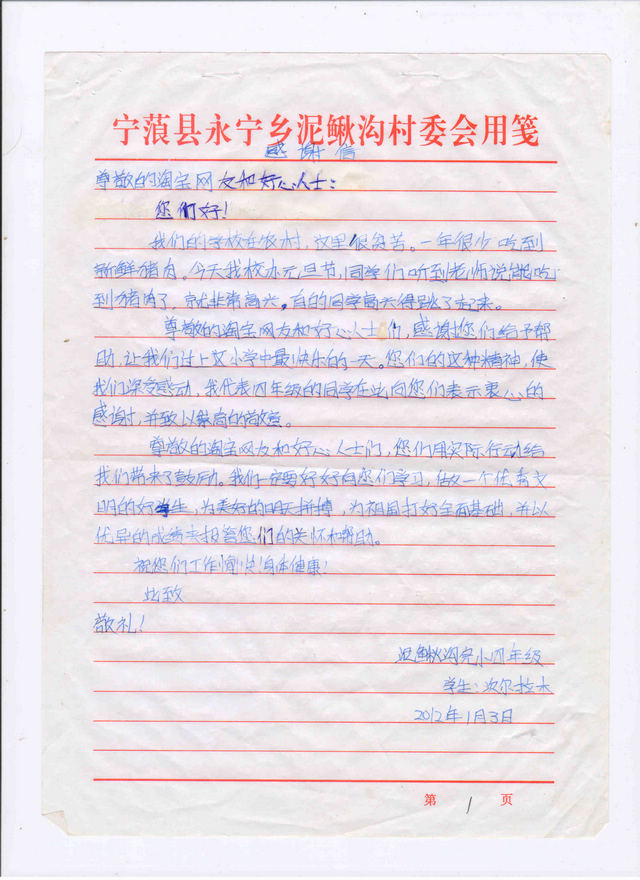 宁蒗县永宁乡泥鳅沟村委会用笺
感谢信
尊敬的淘宝网友和好心人士：
您们好！
我们的学校在农村，这里很穷苦。一年很少吃到
新鲜猪肉。今天我校办元旦节，同学们听到老师说能吃
到猪肉了，就非常高兴，有的同学高兴得跳了起来。
尊敬的淘宝网友和好心人士们，感谢您们给予帮
助，让我们过上了小学中最快乐的一天。您们的这种精神，使
我们深受感动，我代表四年级的同学在此向您们表示衷心的
感谢，并致以崇高的敬意。
尊敬的淘宝网友和好心人士们，您们用实际行动给
我们带来了鼓励。我们一定要好好向您们学习，做一个优秀文
明的好学生，为美好的明天拼搏，为祖国打好全面基础，并以
优异的成绩去报答您们的关怀和帮助。
祝您们工作愉快！身体健康！
此致
敬礼！
泥鳅沟完小四年级
学生：次尔拉木
2012年1月3日
第 1 页